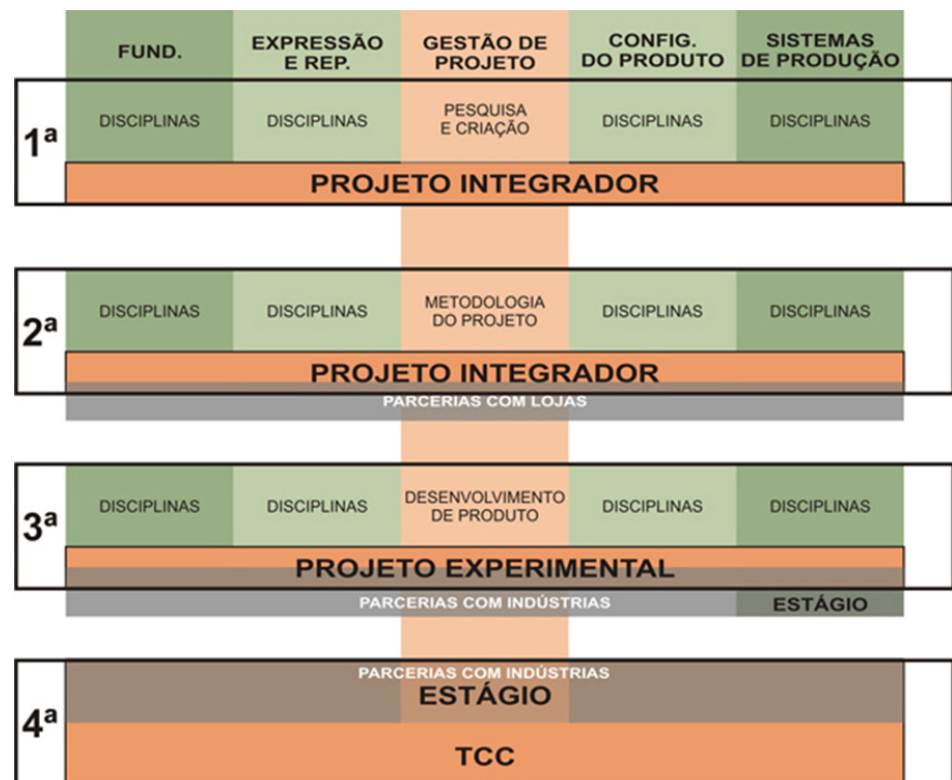 FUND.
EXPRESSÃO
E REP.
GESTÃO DE
PROJETO
CONFIG.
DO PRODUTO
SISTEMAS
DE PRODUÇÃO
1ª
DISCIPLINAS
DISCIPLINAS
PESQUISA
E CRIAÇÃO
DISCIPLINAS
DISCIPLINAS
PROJETO INTEGRADOR
2ª
DISCIPLINAS
DISCIPLINAS
METODOLOGIA
DO PROJETO
DISCIPLINAS
DISCIPLINAS
PROJETO INTEGRADOR
PARCERIAS COM LOJAS
3ª
DISCIPLINAS
DISCIPLINAS
DESENVOLVIMENTO
DE PRODUTO
DISCIPLINAS
DISCIPLINAS
PROJETO EXPERIMENTAL
PARCERIAS COM INDÚSTRIAS
ESTÁGIO
4ª
PARCERIAS COM INDÚSTRIAS
ESTÁGIO
TCC